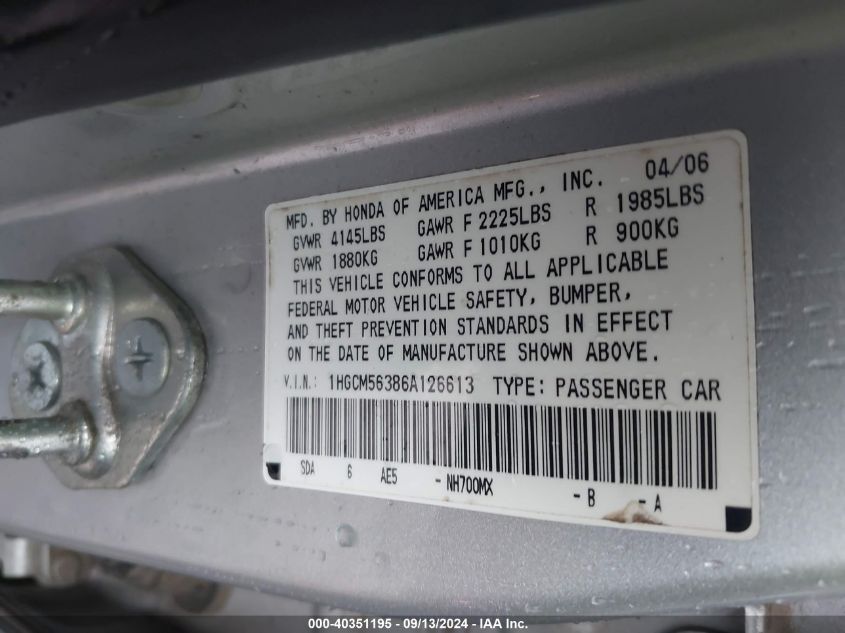 04/06
MFD. BY HONDA OF AMERICA MFG., INC.
GVWR 4145LBS GAWR F 2225LBS R 1985LBS
GVWR 1880KG GAWR F 1010KG R 900KG
THIS VEHICLE CONFORMS TO ALL APPLICABLE
FEDERAL MOTOR VEHICLE SAFETY, BUMPER,
AND THEFT PREVENTION STANDARDS IN EFFECT
ON THE DATE OF MANUFACTURE SHOWN ABOVE.
V.I.N.: 1HGCM56386A126613 TYPE: PASSENGER CAR
SDA 6 AE5 -NH700MX -B -A
000-40351195 - 09/13/2024 - IAA Inc.